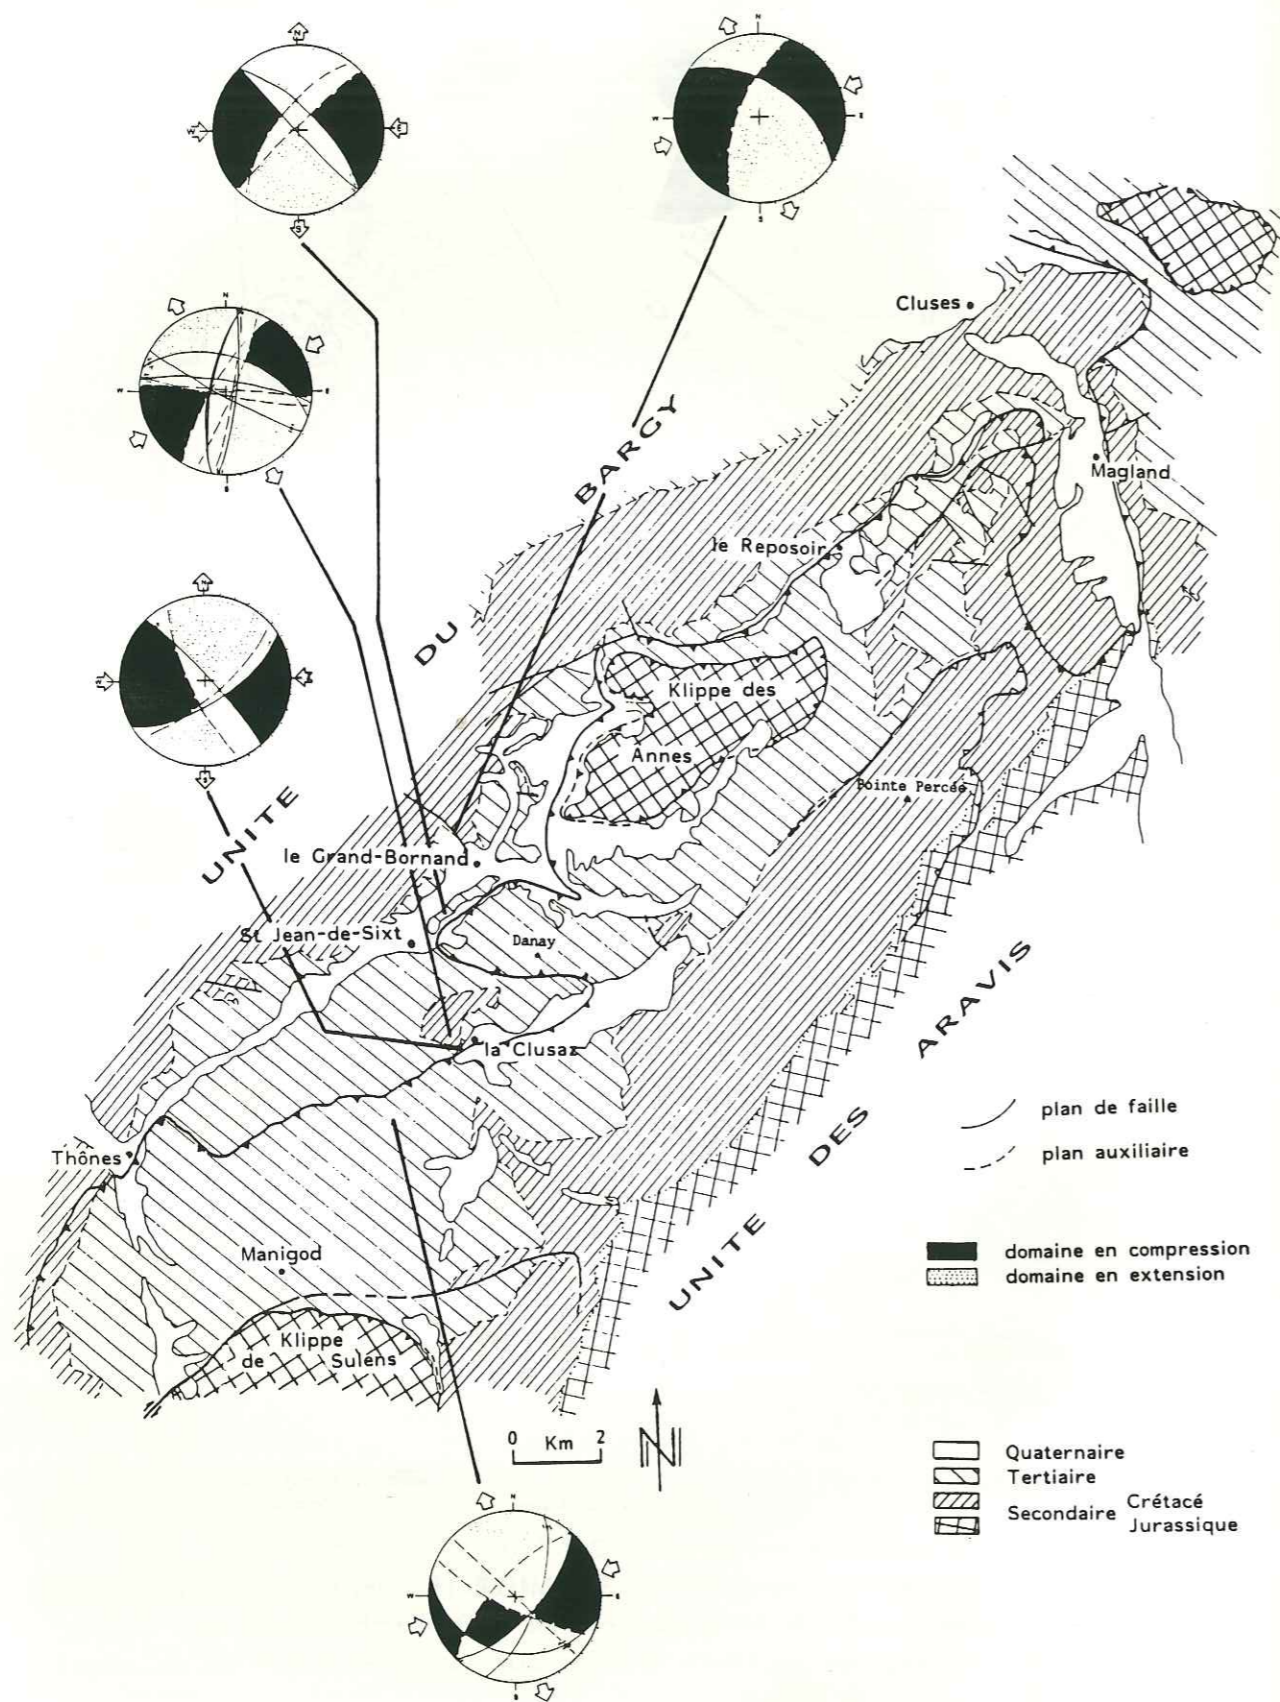 N
W
E
S
N
W
E
S
N
W
E
S
N
S
Cluses
Magland
le Reposoir
UNITE DU BARGY
Klippe des
Annes
Pointe Percée
le Grand-Bornand
St Jean-de-Sixt
Danay
la Clusaz
UNITE DES ARAVIS
Thônes
Manigod
Klippe
de Sulens
plan de faille
plan auxiliaire
domaine en compression
domaine en extension
0 Km 2
N
Quaternaire
Tertiaire
Secondaire Crétacé
Jurassique
N
W
E
S